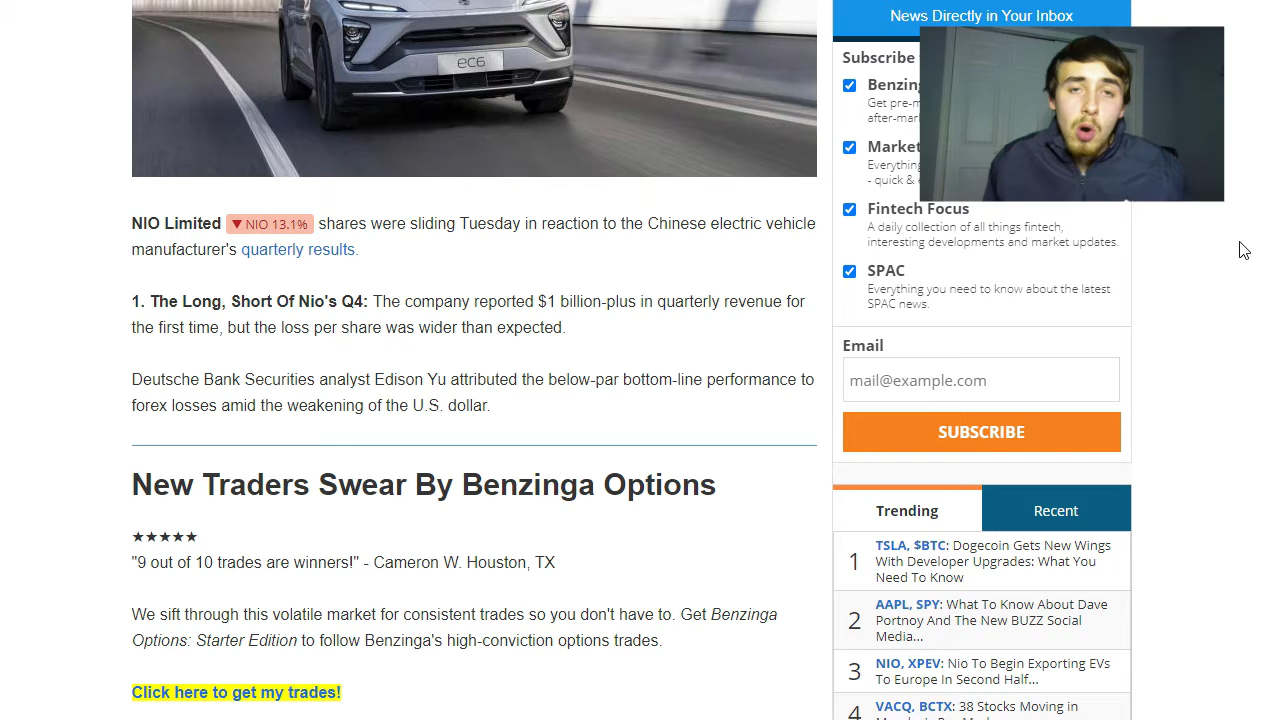 News Directly in Your Inbox
Subscribe
Get pre-m
after-mar
Market
Everything
- quick &
Fintech Focus
A daily collection of all things fintech,
interesting developments and market updates.
SPAC
Everything you need to know about the latest
SPAC news.
Email
mail@example.com
SUBSCRIBE
ec6
NIO Limited ▼ NIO 13.1% shares were sliding Tuesday in reaction to the Chinese electric vehicle
manufacturer's quarterly results.
1. The Long, Short Of Nio's Q4: The company reported $1 billion-plus in quarterly revenue for
the first time, but the loss per share was wider than expected.
Deutsche Bank Securities analyst Edison Yu attributed the below-par bottom-line performance to
forex losses amid the weakening of the U.S. dollar.
New Traders Swear By Benzinga Options
★★★★★
"9 out of 10 trades are winners!" - Cameron W. Houston, TX
We sift through this volatile market for consistent trades so you don't have to. Get Benzinga
Options: Starter Edition to follow Benzinga's high-conviction options trades.
Click here to get my trades!
Trending
Recent
1
TSLA, $BTC: Dogecoin Gets New Wings
With Developer Upgrades: What You
Need To Know
2
AAPL, SPY: What To Know About Dave
Portnoy And The New BUZZ Social
Media...
3
NIO, XPEV: Nio To Begin Exporting EVs
To Europe In Second Half...
4
VACQ, BCTX: 38 Stocks Moving in